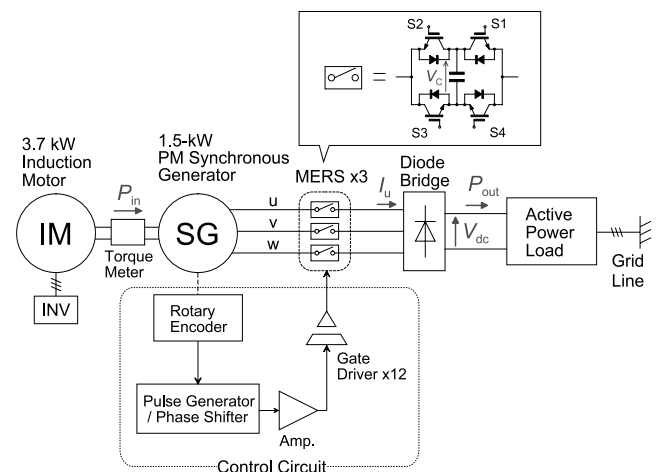 S2
S1
V_C
S3
S4
=
3.7 kW
Induction
Motor
1.5-kW
PM Synchronous
Generator
MERS x3
Diode
Bridge
P_in
I_u
P_out
IM
Torque
Meter
SG
u
v
w
V_dc
Active
Power
Load
Grid
Line
INV
Rotary
Encoder
Gate
Driver x12
Pulse Generator
/ Phase Shifter
Amp.
Control Circuit